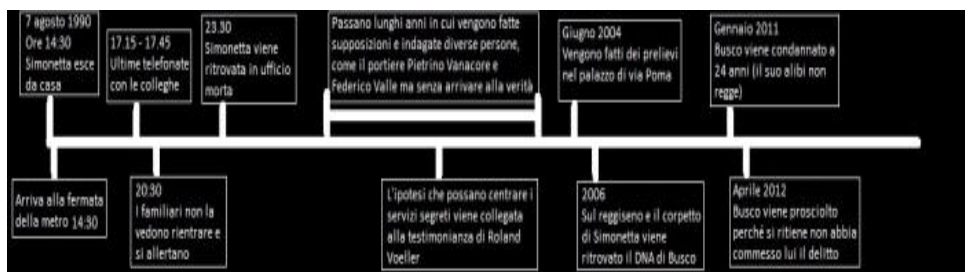 7 agosto 1990
Ore 14:30
Simonetta esce
da casa
17.15 - 17.45
Ultime telefonate
con le colleghe
23.30
Simonetta viene
ritrovata in ufficio
morta
Passano lunghi anni in cui vengono fatte
supposizioni e indagate diverse persone,
come il portiere Pietrino Vanacore e
Federico Valle ma senza arrivare alla verità
Giugno 2004
Vengono fatti dei prelievi
nel palazzo di via Poma
Gennaio 2011
Busco viene condannato a
24 anni (il suo alibi non
regge)
Arriva alla fermata
della metro 14:30
20:30
I familiari non la
vedono rientrare e
si allertano
L'ipotesi che possano centrare i
servizi segreti viene collegata
alla testimonianza di Roland
Voeller
2006
Sul reggiseno e il corpetto
di Simonetta viene
ritrovato il DNA di Busco
Aprile 2012
Busco viene prosciolto
perché si ritiene non abbia
commesso lui il delitto